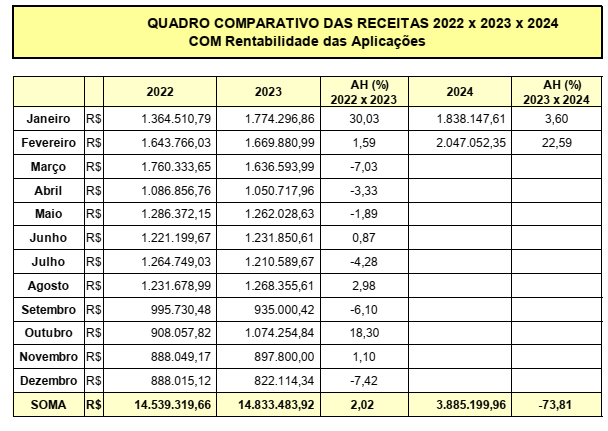 QUADRO COMPARATIVO DAS RECEITAS 2022 x 2023 x 2024
COM Rentabilidade das Aplicações
2022 2023 AH (%) 2022 x 2023 2024 AH (%) 2023 x 2024
Janeiro R$ 1.364.510,79 1.774.296,86 30,03 1.838.147,61 3,60
Fevereiro R$ 1.643.766,03 1.669.880,99 1,59 2.047.052,35 22,59
Março R$ 1.760.333,65 1.636.593,99 -7,03
Abril R$ 1.086.856,76 1.050.717,96 -3,33
Maio R$ 1.286.372,15 1.262.028,63 -1,89
Junho R$ 1.221.199,67 1.231.850,61 0,87
Julho R$ 1.264.749,03 1.210.589,67 -4,28
Agosto R$ 1.231.678,99 1.268.355,61 2,98
Setembro R$ 995.730,48 935.000,42 -6,10
Outubro R$ 908.057,82 1.074.254,84 18,30
Novembro R$ 888.049,17 897.800,00 1,10
Dezembro R$ 888.015,12 822.114,34 -7,42
SOMA R$ 14.539.319,66 14.833.483,92 2,02 3.885.199,96 -73,81